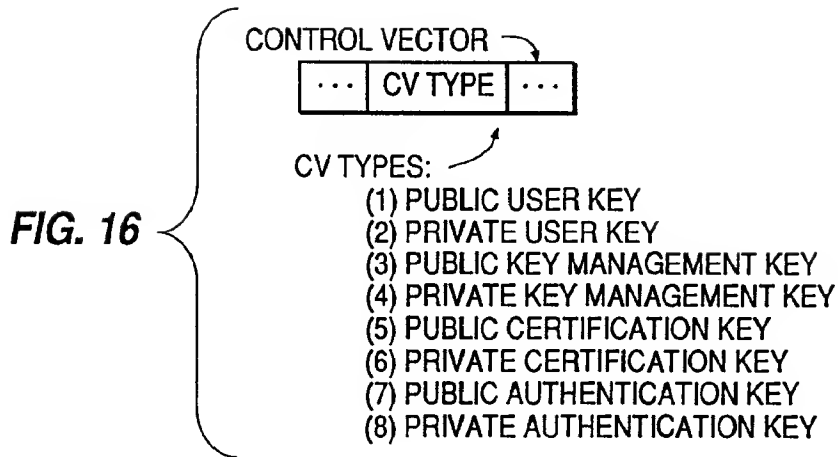 CONTROL VECTOR
··· CV TYPE ···
CV TYPES:
(1) PUBLIC USER KEY
(2) PRIVATE USER KEY
FIG. 16
(3) PUBLIC KEY MANAGEMENT KEY
(4) PRIVATE KEY MANAGEMENT KEY
(5) PUBLIC CERTIFICATION KEY
(6) PRIVATE CERTIFICATION KEY
(7) PUBLIC AUTHENTICATION KEY
(8) PRIVATE AUTHENTICATION KEY